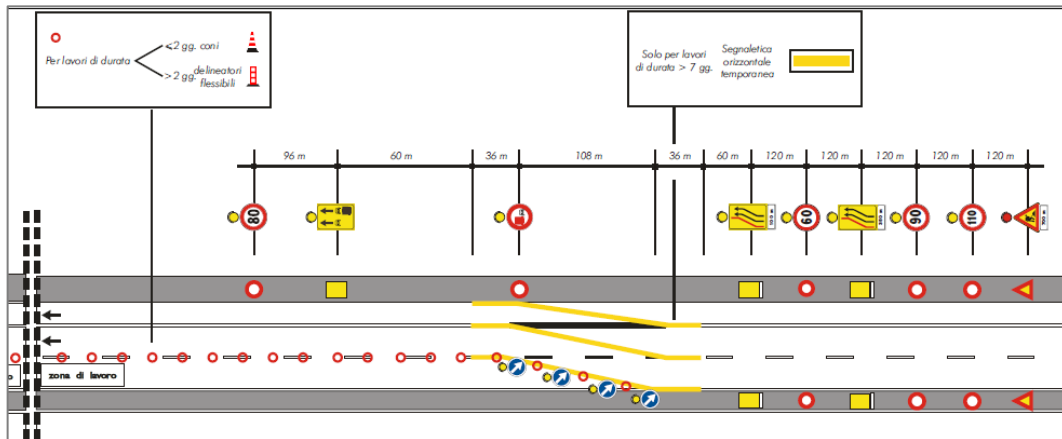 Per lavori di durata
<2 gg. coni
>2 gg. delineatori
flessibili
Solo per lavori
di durata > 7 gg.
Segnaletica
orizzontale
temporanea
96 m
60 m
36 m
108 m
36 m
60 m
120 m
120 m
120 m
120 m
120 m
80
60
90
110
zona di lavoro